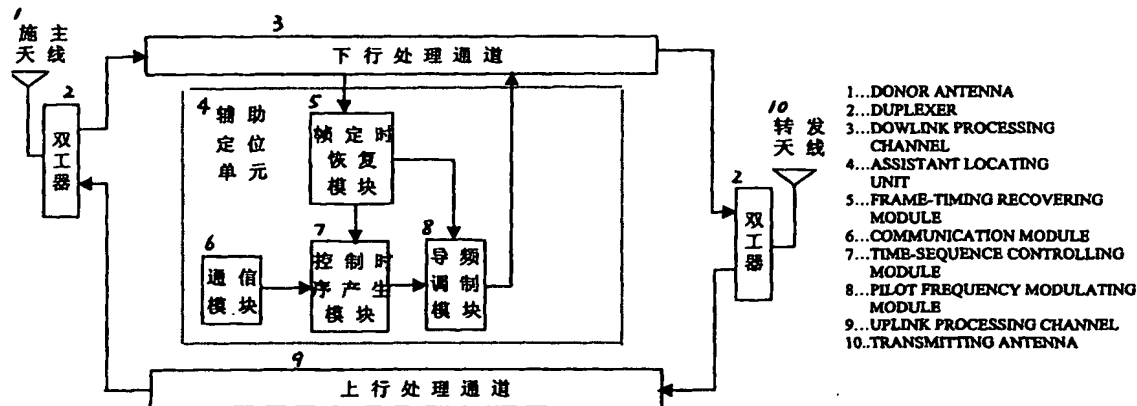 1
施主
天线
2
双工器
3
下行处理通道
4 辅助
定位
单元
5
帧定时
恢复
模块
6
通信
模块
7
控制时
序产生
模块
8
导频
调制
模块
9
上行处理通道
10
转发
天线
2
双工器
1...DONOR ANTENNA
2...DUPLEXER
3...DOWLINK PROCESSING
CHANNEL
4...ASSISTANT LOCATING
UNIT
5...FRAME-TIMING RECOVERING
MODULE
6...COMMUNICATION MODULE
7...TIME-SEQUENCE CONTROLLING
MODULE
8...PILOT FREQUENCY MODULATING
MODULE
9...UPLINK PROCESSING CHANNEL
10..TRANSMITTING ANTENNA